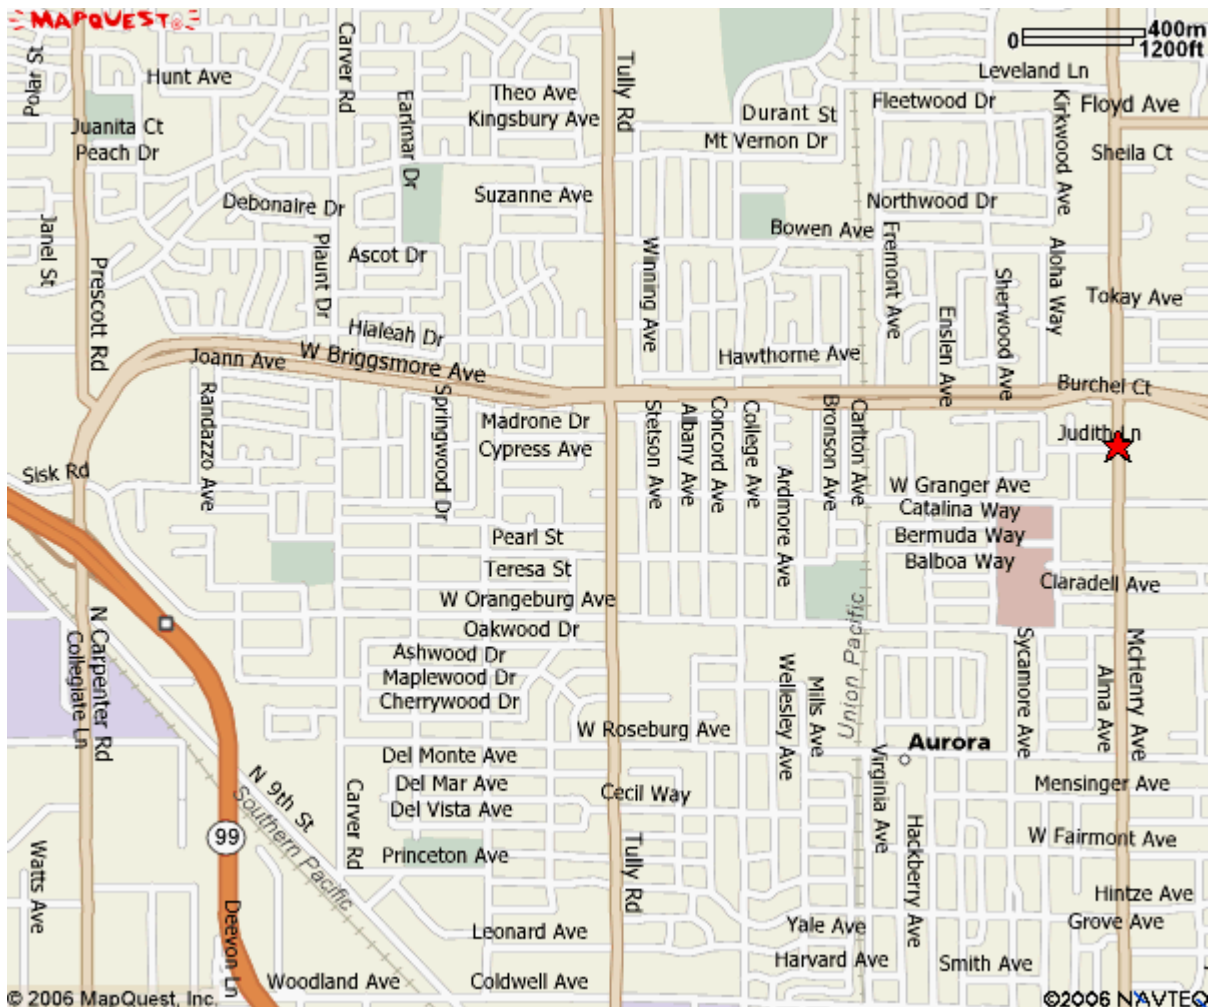 MAPQUEST
0 400m
1200ft
Polar St
Hunt Ave
Carver Rd
Earlmar Dr
Theo Ave
Kingsbury Ave
Tully Rd
Leveland Ln
Durant St
Fleetwood Dr
Kirkwood Ave
Floyd Ave
Mt Vernon Dr
Sheila Ct
Juanita Ct
Peach Dr
Debonaire Dr
Suzanne Ave
Northwood Dr
Bowen Ave
Janel St
Prescott Rd
Plaunt Dr
Ascot Dr
Winning Ave
Fremont Ave
Sherwood Ave
Aloha Way
Tokay Ave
Enslen Ave
Hialeah Dr
Joann Ave
W Briggsmore Ave
Hawthorne Ave
Burchel Ct
Randazzo Ave
Springwood Dr
Madrone Dr
Cypress Ave
Stetson Ave
Albany Ave
Concord Ave
College Ave
Ardmore Ave
Bronson Ave
Carlton Ave
Judith Ln
Sisk Rd
W Granger Ave
Catalina Way
Bermuda Way
Balboa Way
Pearl St
Teresa St
Claradell Ave
W Orangeburg Ave
Oakwood Dr
Union Pacific
N Carpenter Rd
Collegiate Ln
Ashwood Dr
Maplewood Dr
Cherrywood Dr
Wellesley Ave
Mills Ave
Sycamore Ave
Alma Ave
McHenry Ave
W Roseburg Ave
Aurora
Del Monte Ave
Del Mar Ave
Del Vista Ave
Cecil Way
Virginia Ave
Mensinger Ave
N 9th St
Southern Pacific
Carver Rd
99
Princeton Ave
Tully Rd
Hackberry Ave
W Fairmont Ave
Watts Ave
Deevon Ln
Hintze Ave
Leonard Ave
Yale Ave
Grove Ave
Harvard Ave
Smith Ave
Woodland Ave
Coldwell Ave
© 2006 MapQuest, Inc.
©2006 NAVTEQ